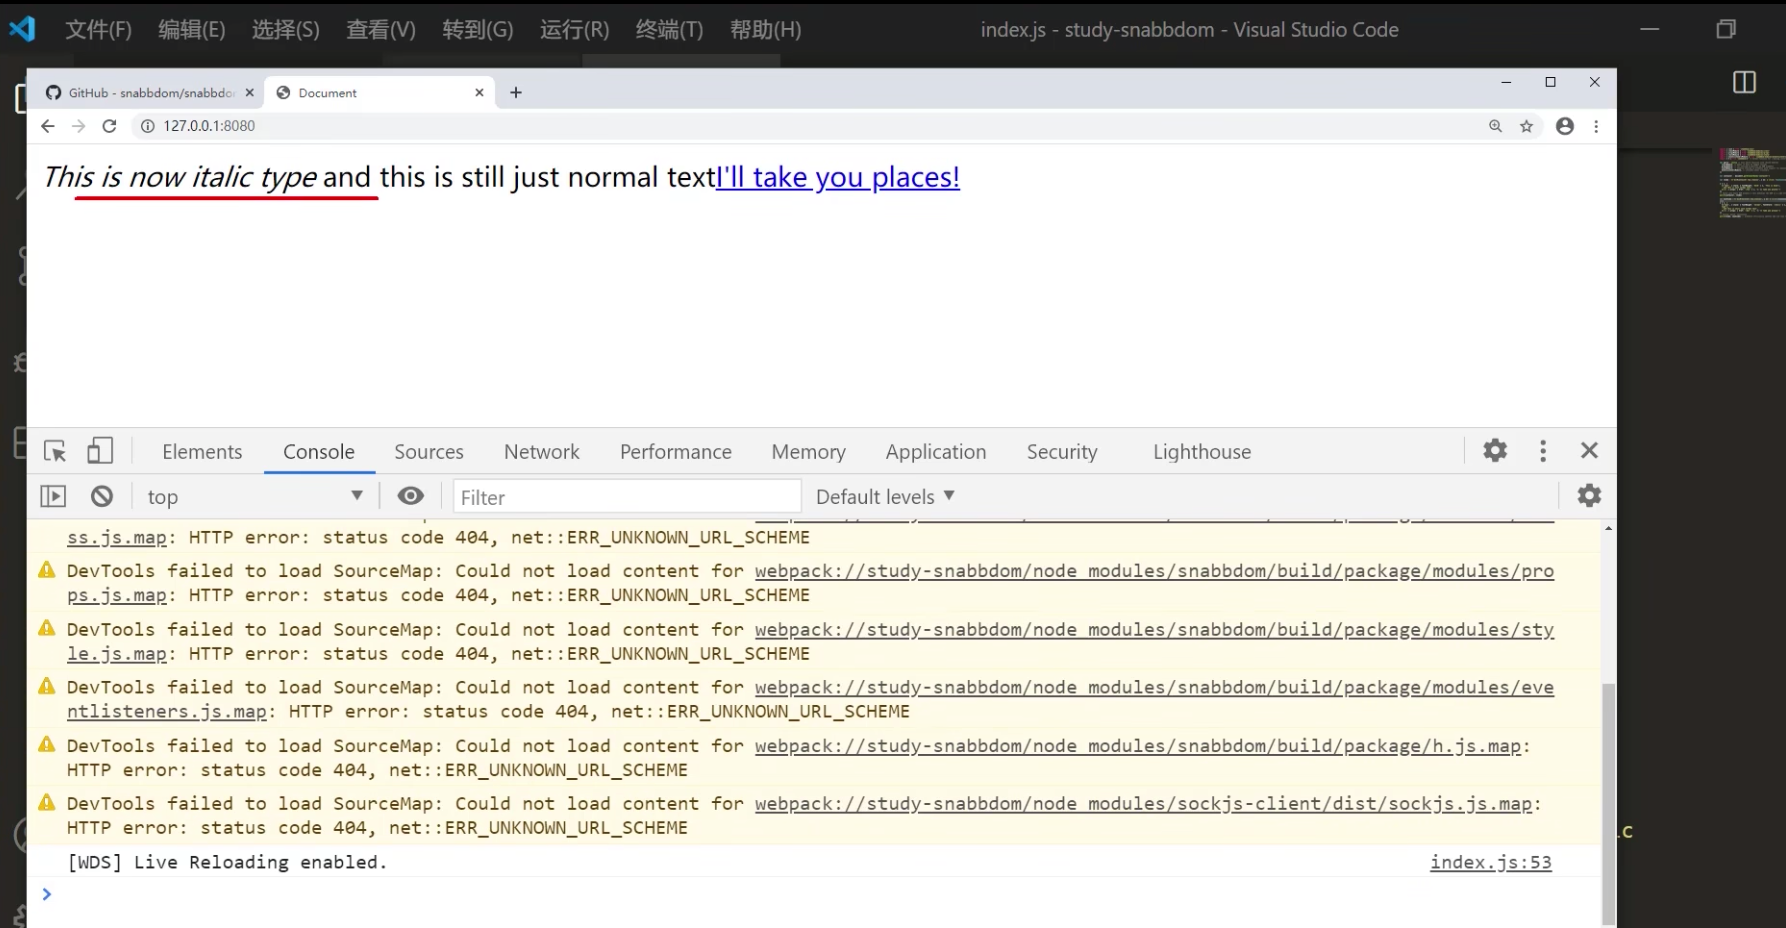 文件(F) 编辑(E) 选择(S) 查看(V) 转到(G) 运行(R) 终端(T) 帮助(H) index.js - study-snabbdom - Visual Studio Code
GitHub - snabbdom/snabbdo Document
127.0.0.1:8080
This is now italic type and this is still just normal textI'll take you places!
Elements Console Sources Network Performance Memory Application Security Lighthouse
top Filter Default levels
ss.js.map: HTTP error: status code 404, net::ERR_UNKNOWN_URL_SCHEME
DevTools failed to load SourceMap: Could not load content for webpack://study-snabbdom/node_modules/snabbdom/build/package/modules/pro
ps.js.map: HTTP error: status code 404, net::ERR_UNKNOWN_URL_SCHEME
DevTools failed to load SourceMap: Could not load content for webpack://study-snabbdom/node_modules/snabbdom/build/package/modules/sty
le.js.map: HTTP error: status code 404, net::ERR_UNKNOWN_URL_SCHEME
DevTools failed to load SourceMap: Could not load content for webpack://study-snabbdom/node_modules/snabbdom/build/package/modules/eve
ntlisteners.js.map: HTTP error: status code 404, net::ERR_UNKNOWN_URL_SCHEME
DevTools failed to load SourceMap: Could not load content for webpack://study-snabbdom/node_modules/snabbdom/build/package/h.js.map:
HTTP error: status code 404, net::ERR_UNKNOWN_URL_SCHEME
DevTools failed to load SourceMap: Could not load content for webpack://study-snabbdom/node_modules/sockjs-client/dist/sockjs.js.map:
HTTP error: status code 404, net::ERR_UNKNOWN_URL_SCHEME
[WDS] Live Reloading enabled. index.js:53